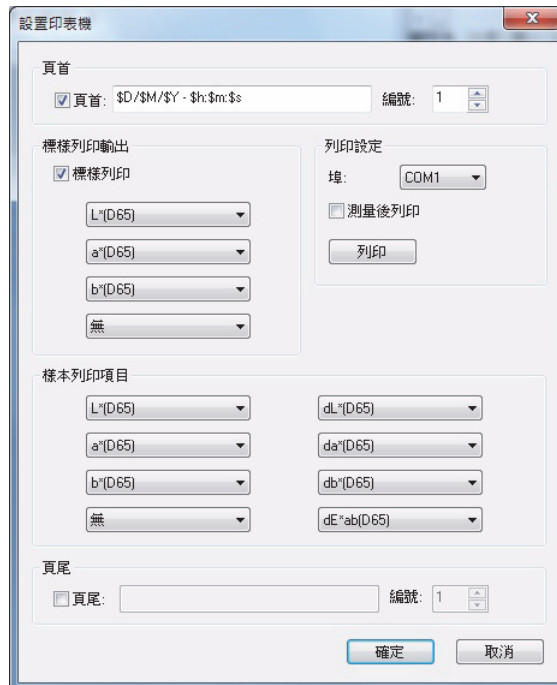 設置印表機
頁首
頁首: $D/$M/$Y - $h:$m:$s 編號: 1
標樣列印輸出
標樣列印
L*(D65)
a*(D65)
b*(D65)
無
列印設定
埠: COM1
測量後列印
列印
樣本列印項目
L*(D65) dL*(D65)
a*(D65) da*(D65)
b*(D65) db*(D65)
無 dE*ab(D65)
頁尾
頁尾: 編號: 1
確定 取消